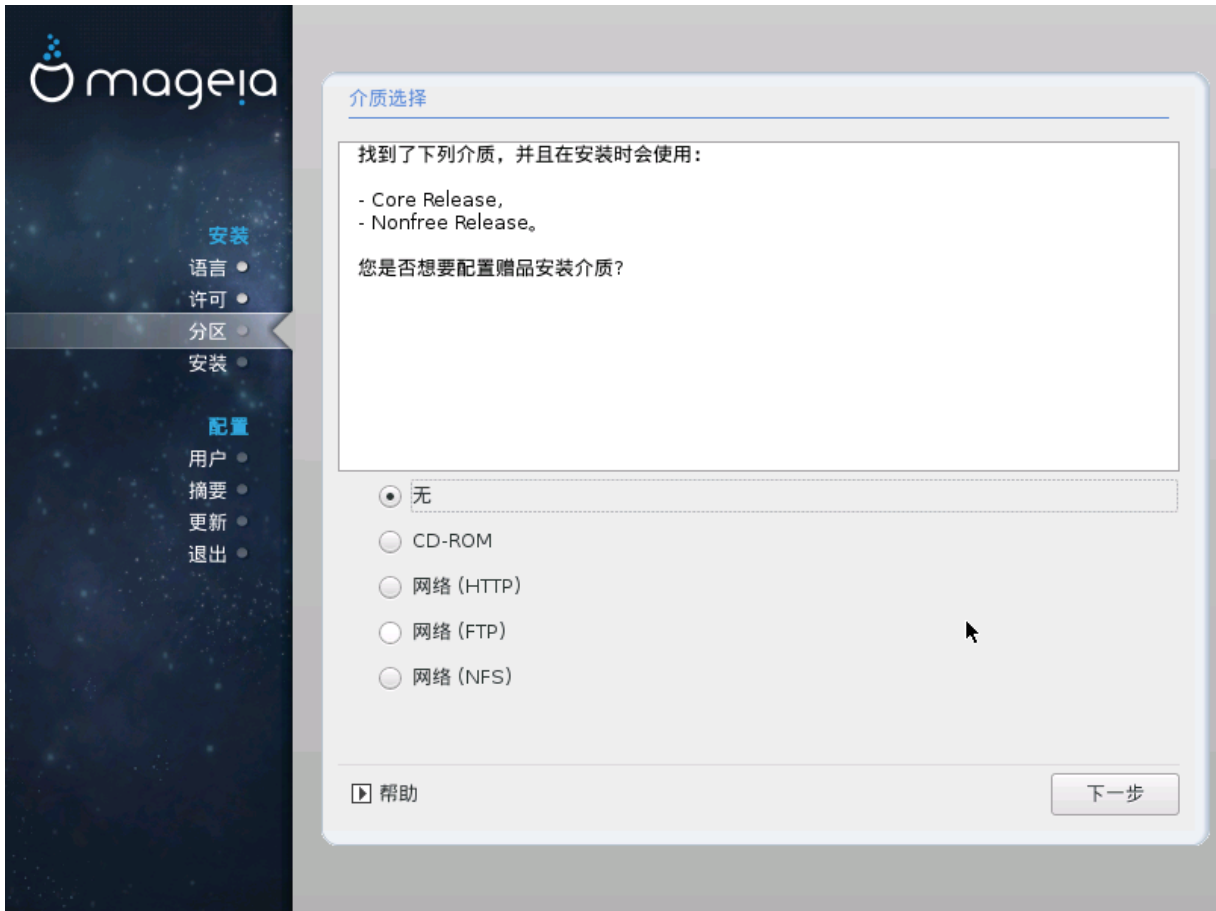 mageia
安装
语言
许可
分区
安装
配置
用户
摘要
更新
退出
介质选择
找到了下列介质，并且在安装时会使用：
- Core Release,
- Nonfree Release。
您是否想要配置赠品安装介质？
无
CD-ROM
网络 (HTTP)
网络 (FTP)
网络 (NFS)
帮助
下一步